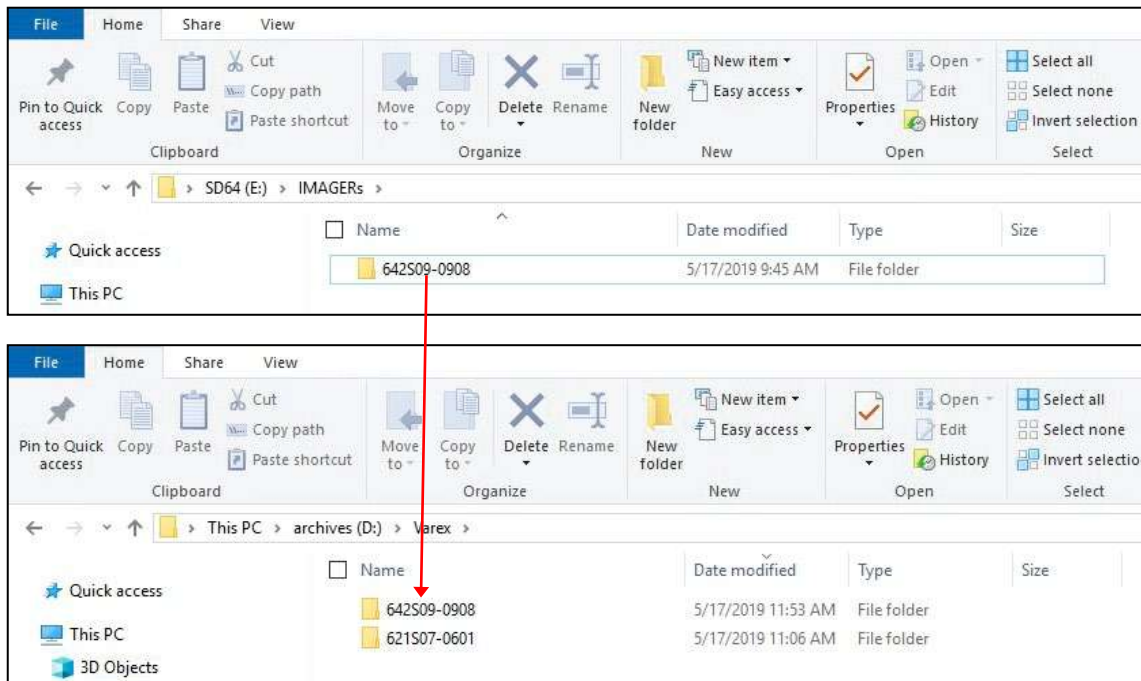 File Home Share View
Pin to Quick access Copy Paste Cut Copy path Paste shortcut Move to Copy to Delete Rename New folder New item Easy access Properties Open Edit History Select all Select none Invert selection
Clipboard Organize New Open Select
SD64 (E:) > IMAGERs >
Name Date modified Type Size
Quick access
642S09-0908 5/17/2019 9:45 AM File folder
This PC
File Home Share View
Pin to Quick access Copy Paste Cut Copy path Paste shortcut Move to Copy to Delete Rename New folder New item Easy access Properties Open Edit History Select all Select none Invert selectio
Clipboard Organize New Open Select
This PC > archives (D:) > Varex >
Name Date modified Type Size
Quick access
642S09-0908 5/17/2019 11:53 AM File folder
This PC
621S07-0601 5/17/2019 11:06 AM File folder
3D Objects